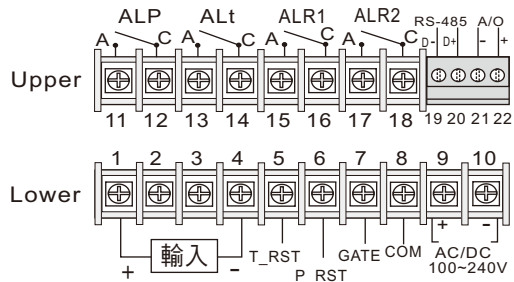 ALP ALt ALR1 ALR2 RS-485 A/O
A C A C A C A C D- D+ - +
Upper
11 12 13 14 15 16 17 18 19 20 21 22
1 2 3 4 5 6 7 8 9 10
Lower
+ 輸入 - T_RST P_RST GATE COM + -
AC/DC
100~240V